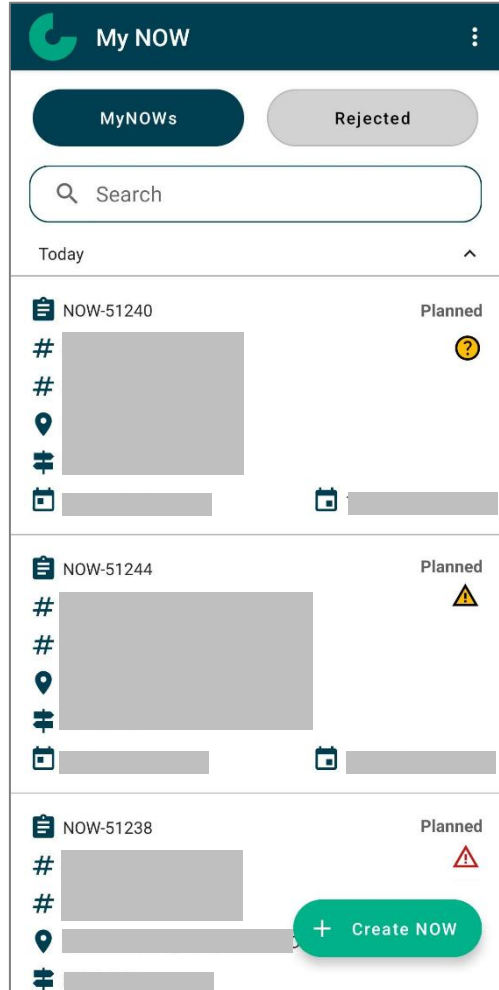 My NOW
MyNOWs Rejected
Search
Today
NOW-51240 Planned
NOW-51244 Planned
NOW-51238 Planned
+ Create NOW